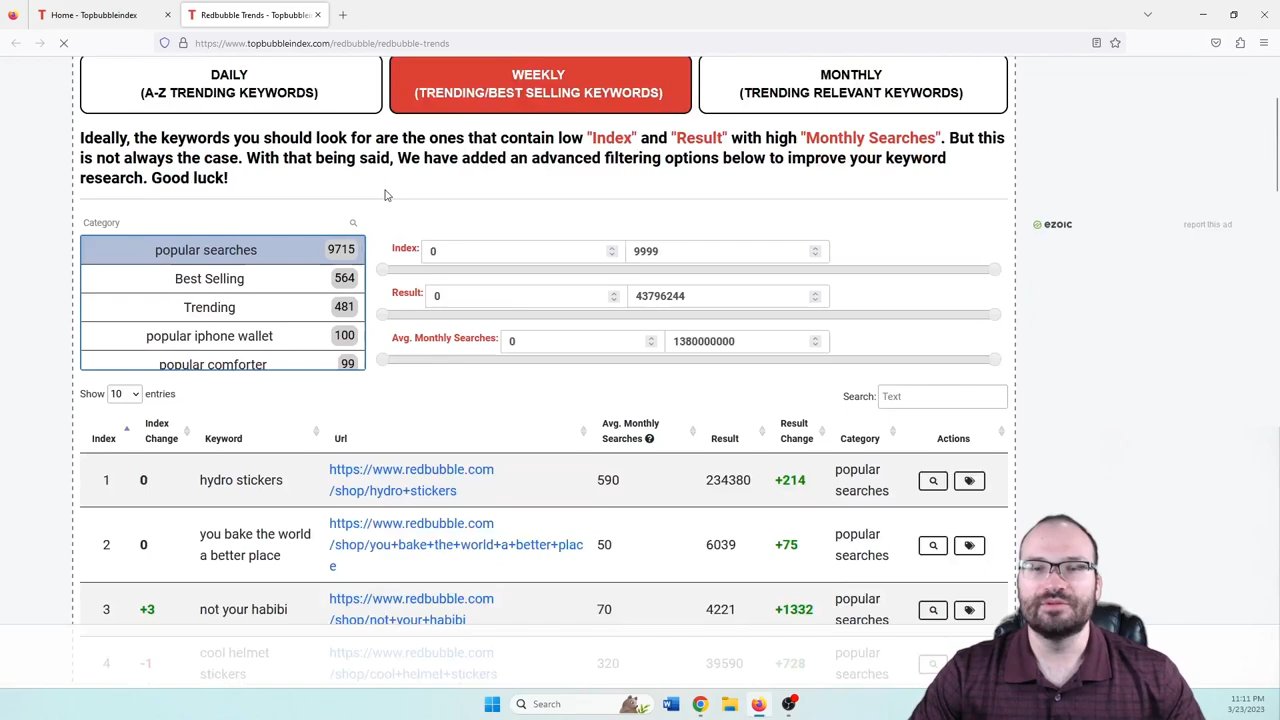 Home - Topbubbleindex
Redbubble Trends - Topbubblei
https://www.topbubbleindex.com/redbubble/redbubble-trends
DAILY
(A-Z TRENDING KEYWORDS)
WEEKLY
(TRENDING/BEST SELLING KEYWORDS)
MONTHLY
(TRENDING RELEVANT KEYWORDS)
Ideally, the keywords you should look for are the ones that contain low "Index" and "Result" with high "Monthly Searches". But this
is not always the case. With that being said, We have added an advanced filtering options below to improve your keyword
research. Good luck!
ezoic
report this ad
Category
popular searches 9715
Best Selling 564
Trending 481
popular iphone wallet 100
popular comforter 99
Index: 0 9999
Result: 0 43796244
Avg. Monthly Searches: 0 1380000000
Show 10 entries
Search: Text
Index
Index
Change
Keyword
Url
Avg. Monthly
Searches
Result
Result
Change
Category
Actions
1 0 hydro stickers
https://www.redbubble.com
/shop/hydro+stickers
590 234380 +214
popular
searches
2 0
you bake the world
a better place
https://www.redbubble.com
/shop/you+bake+the+world+a+better+plac
e
50 6039 +75
popular
searches
3 +3 not your habibi
https://www.redbubble.com
/shop/not+your+habibi
70 4221 +1332
popular
searches
4 -1
cool helmet
stickers
https://www.redbubble.com
/shop/cool+helmet+stickers
320 39590 +728
popular
searches
Search
11:11 PM
3/23/2023